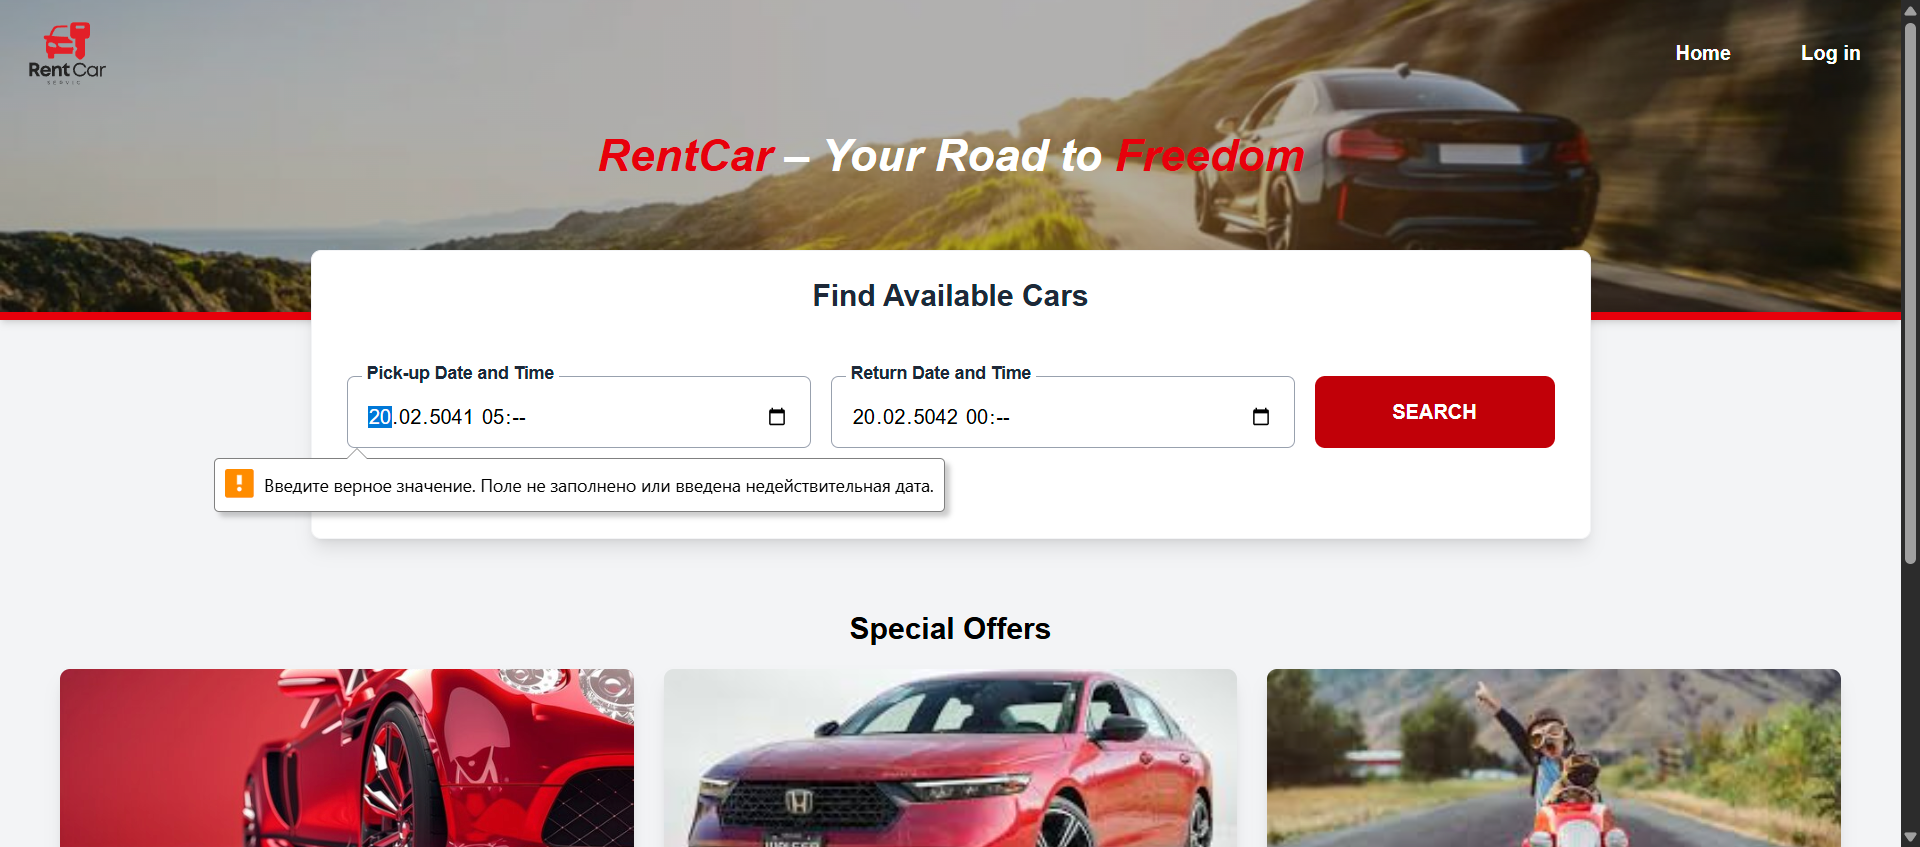 Rent Car
SERVIC
Home
Log in
RentCar – Your Road to Freedom
Find Available Cars
Pick-up Date and Time
20.02.5041 05:--
Return Date and Time
20.02.5042 00:--
SEARCH
Введите верное значение. Поле не заполнено или введена недействительная дата.
Special Offers